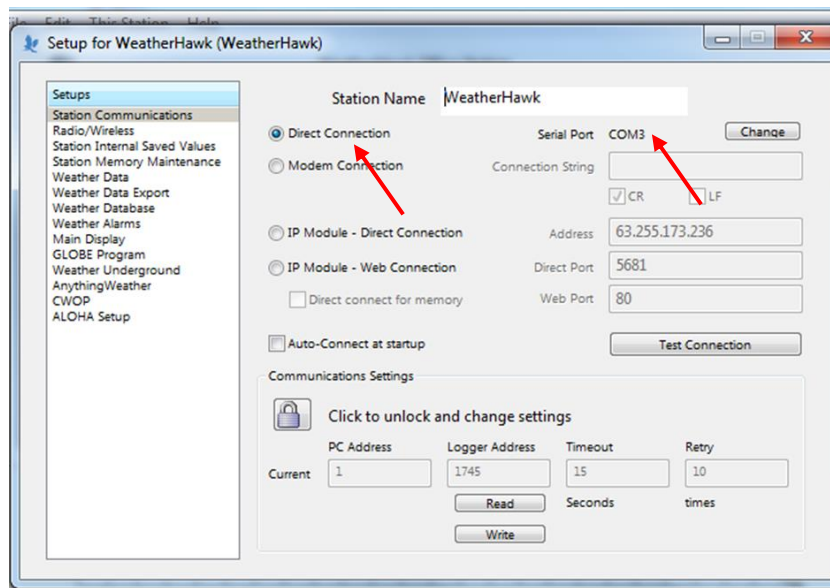 File Edit This Station Help
Setup for WeatherHawk (WeatherHawk)
Setups
Station Communications
Radio/Wireless
Station Internal Saved Values
Station Memory Maintenance
Weather Data
Weather Data Export
Weather Database
Weather Alarms
Main Display
GLOBE Program
Weather Underground
AnythingWeather
CWOP
ALOHA Setup
Station Name WeatherHawk
Direct Connection Serial Port COM3 Change
Modem Connection Connection String
CR LF
IP Module - Direct Connection Address 63.255.173.236
IP Module - Web Connection Direct Port 5681
Direct connect for memory Web Port 80
Auto-Connect at startup Test Connection
Communications Settings
Click to unlock and change settings
PC Address Logger Address Timeout Retry
Current 1 1745 15 10
Read Seconds times
Write